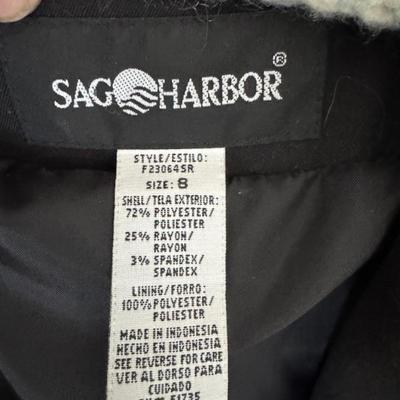 SAG HARBOR®
STYLE/ESTILO:
F23064SR
SIZE: 8
SHELL/TELA EXTERIOR:
72% POLYESTER/
POLIESTER
25% RAYON/
RAYON
3% SPANDEX/
SPANDEX
LINING/FORRO:
100% POLYESTER/
POLIESTER
MADE IN INDONESIA
HECHO EN INDONESIA
SEE REVERSE FOR CARE
VER AL DORSO PARA
CUIDADO
51735